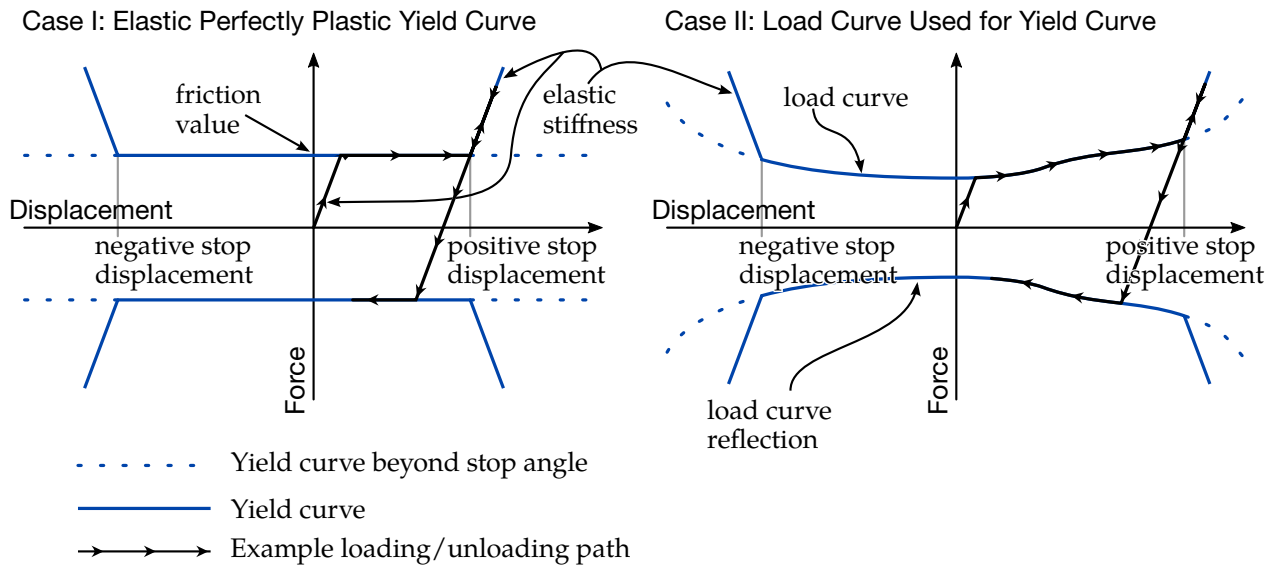 Case I: Elastic Perfectly Plastic Yield Curve
Case II: Load Curve Used for Yield Curve
friction
value
elastic
stiffness
load curve
Displacement
negative stop
displacement
positive stop
displacement
Displacement
negative stop
displacement
positive stop
displacement
Force
Force
load curve
reflection
Yield curve beyond stop angle
Yield curve
Example loading/unloading path